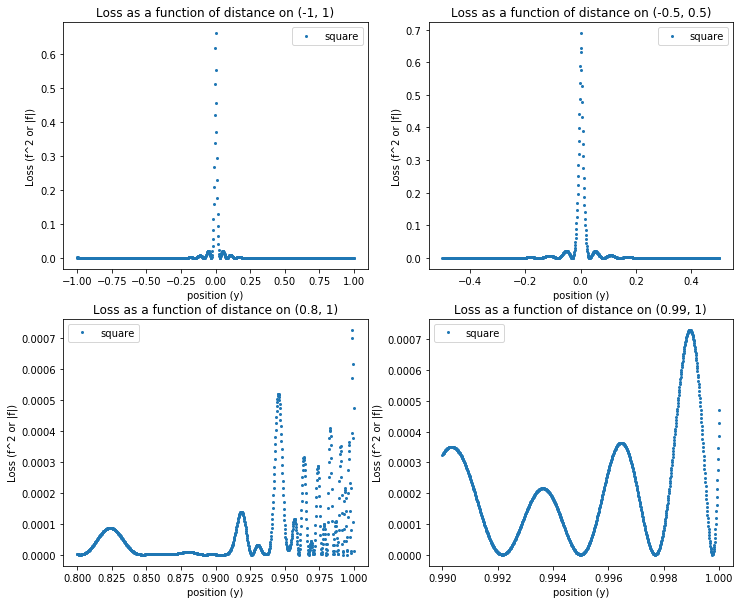 Loss as a function of distance on (-1, 1)
square
0.6
0.5
0.4
0.3
0.2
0.1
0.0
Loss (f^2 or |f|)
−1.00 −0.75 −0.50 −0.25 0.00 0.25 0.50 0.75 1.00
position (y)
Loss as a function of distance on (-0.5, 0.5)
square
0.7
0.6
0.5
0.4
0.3
0.2
0.1
0.0
Loss (f^2 or |f|)
−0.4 −0.2 0.0 0.2 0.4
position (y)
Loss as a function of distance on (0.8, 1)
square
0.0007
0.0006
0.0005
0.0004
0.0003
0.0002
0.0001
0.0000
Loss (f^2 or |f|)
0.800 0.825 0.850 0.875 0.900 0.925 0.950 0.975 1.000
position (y)
Loss as a function of distance on (0.99, 1)
square
0.0007
0.0006
0.0005
0.0004
0.0003
0.0002
0.0001
0.0000
Loss (f^2 or |f|)
0.990 0.992 0.994 0.996 0.998 1.000
position (y)